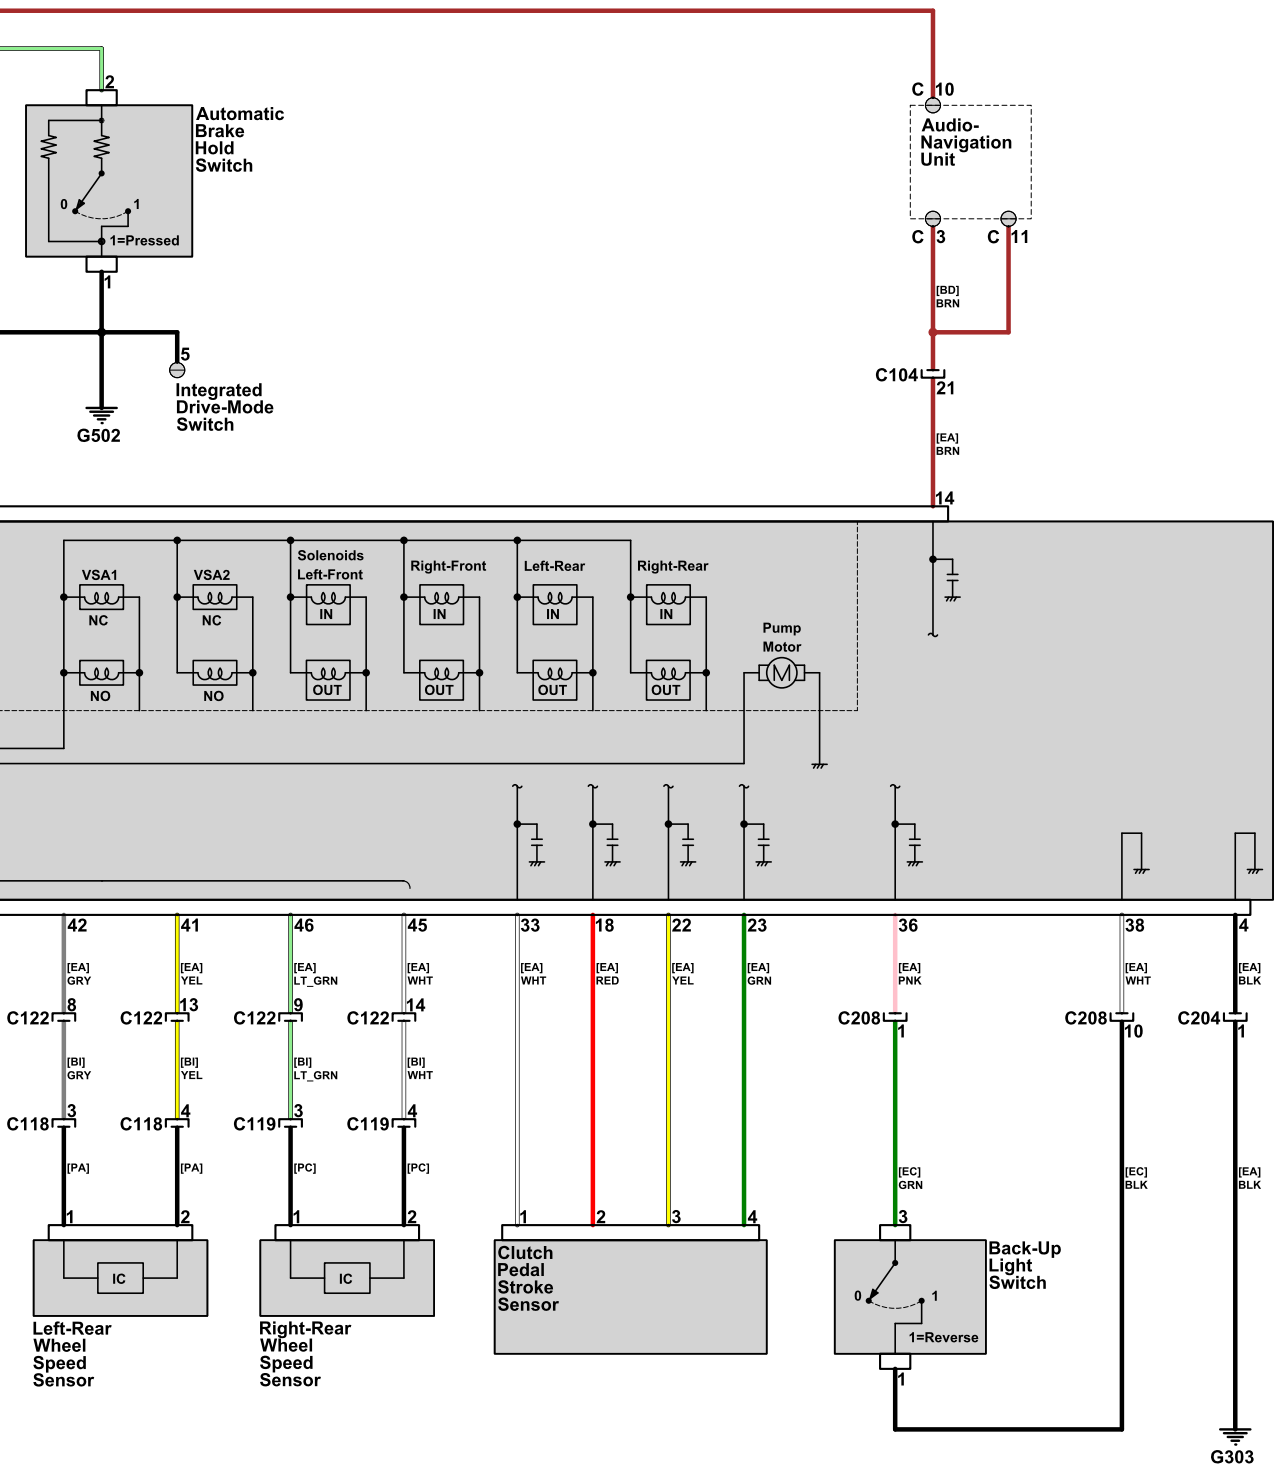 2
Automatic
Brake
Hold
Switch
0
1
1=Pressed
1
5
Integrated
Drive-Mode
Switch
G502
C 10
Audio-
Navigation
Unit
C 3
C 11
[BD]
BRN
C104
21
[EA]
BRN
14
VSA1
NC
NO
VSA2
NC
NO
Solenoids
Left-Front
IN
OUT
Right-Front
IN
OUT
Left-Rear
IN
OUT
Right-Rear
IN
OUT
Pump
Motor
M
42
41
46
45
33
18
22
23
36
38
4
[EA]
GRY
[EA]
YEL
[EA]
LT_GRN
[EA]
WHT
[EA]
WHT
[EA]
RED
[EA]
YEL
[EA]
GRN
[EA]
PNK
[EA]
WHT
[EA]
BLK
8
C122
13
C122
9
C122
14
C122
C208
1
C208
10
C204
1
[BI]
GRY
[BI]
YEL
[BI]
LT_GRN
[BI]
WHT
3
C118
4
C118
3
C119
4
C119
[PA]
[PA]
[PC]
[PC]
[EC]
GRN
[EC]
BLK
[EA]
BLK
1
2
1
2
1
2
3
4
3
IC
Left-Rear
Wheel
Speed
Sensor
IC
Right-Rear
Wheel
Speed
Sensor
Clutch
Pedal
Stroke
Sensor
Back-Up
Light
Switch
0
1
1=Reverse
1
G303